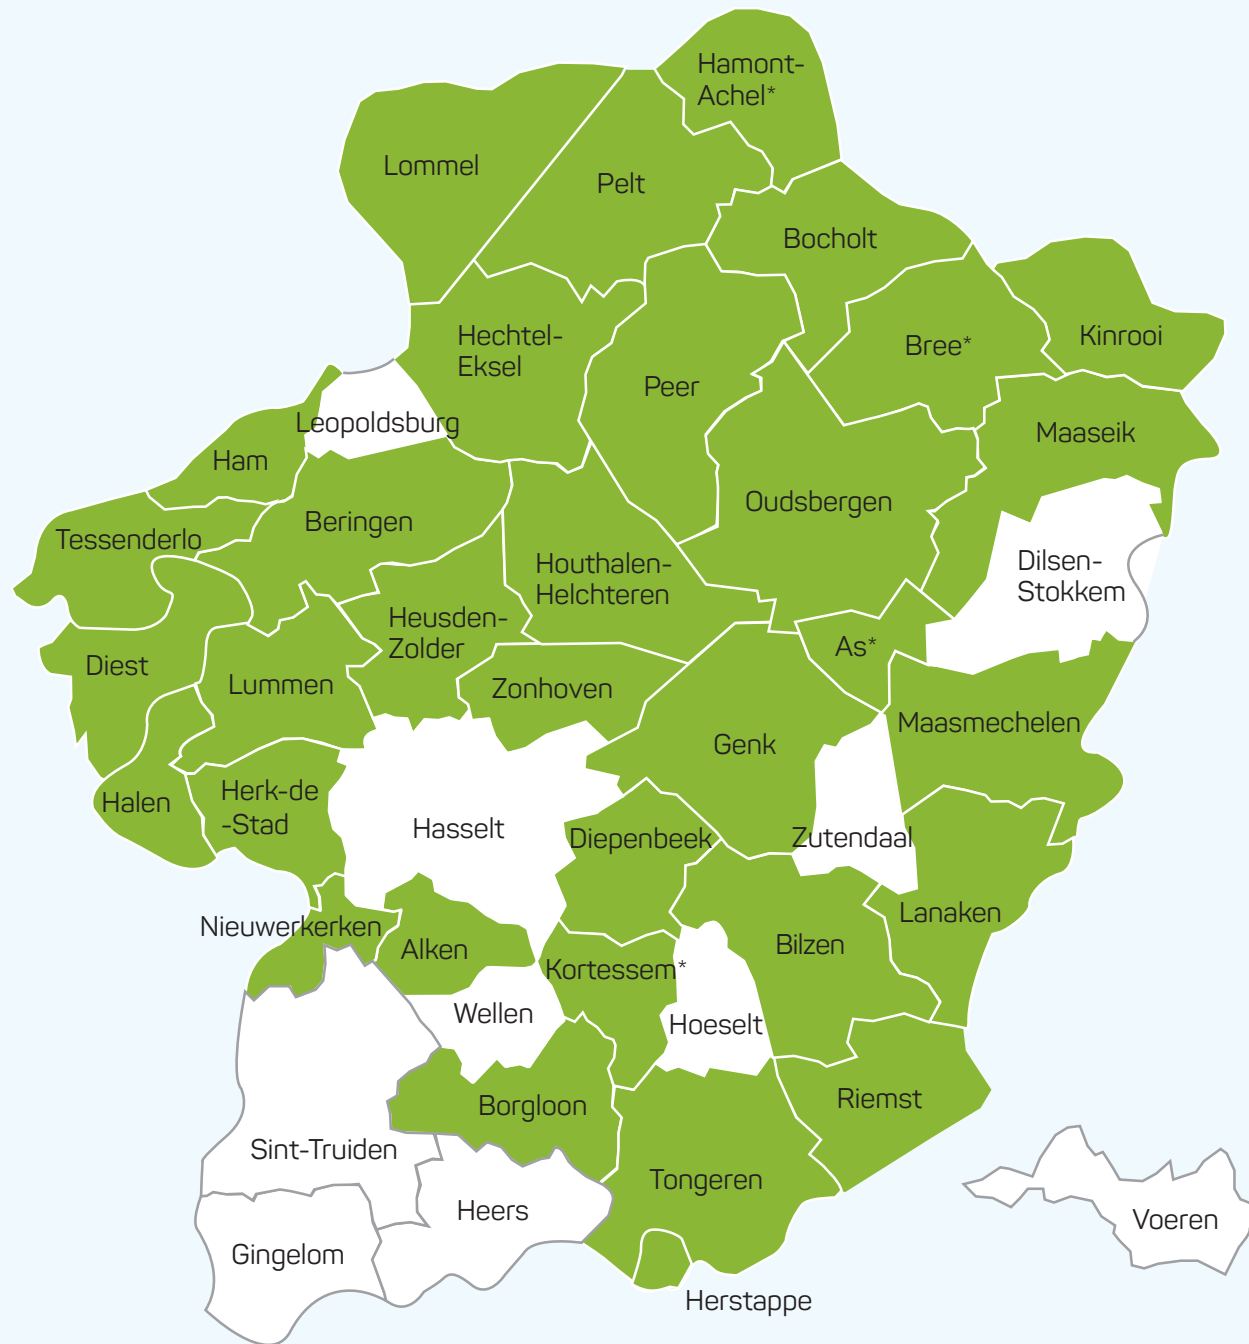 Hamont-
Achel*
Lommel
Pelt
Bocholt
Hechtel-
Eksel
Bree*
Kinrooi
Peer
Leopoldsburg
Maaseik
Ham
Oudsbergen
Beringen
Tessenderlo
Houthalen-
Helchteren
Dilsen-
Stokkem
Heusden-
Zolder
As*
Diest
Lummen
Zonhoven
Maasmechelen
Genk
Halen
Herk-de
-Stad
Hasselt
Diepenbeek
Zutendaal
Nieuwerkerken
Lanaken
Alken
Bilzen
Kortessem*
Wellen
Hoeselt
Borgloon
Riemst
Sint-Truiden
Tongeren
Heers
Voeren
Gingelom
Herstappe